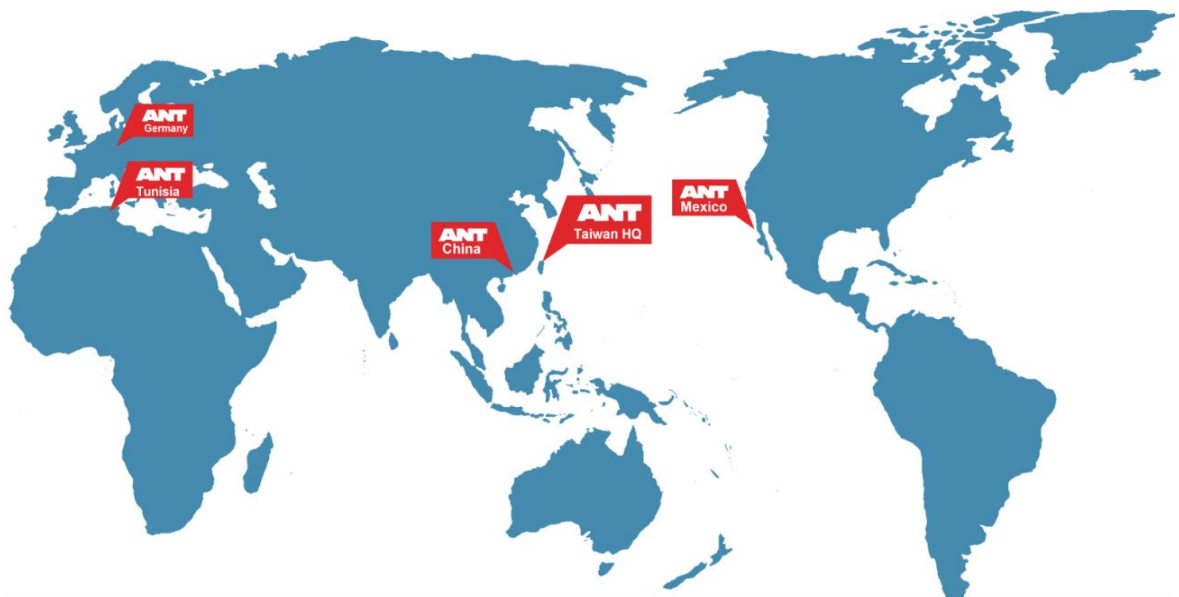 ANT
Germany
ANT
Tunisia
ANT
China
ANT
Taiwan HQ
ANT
Mexico